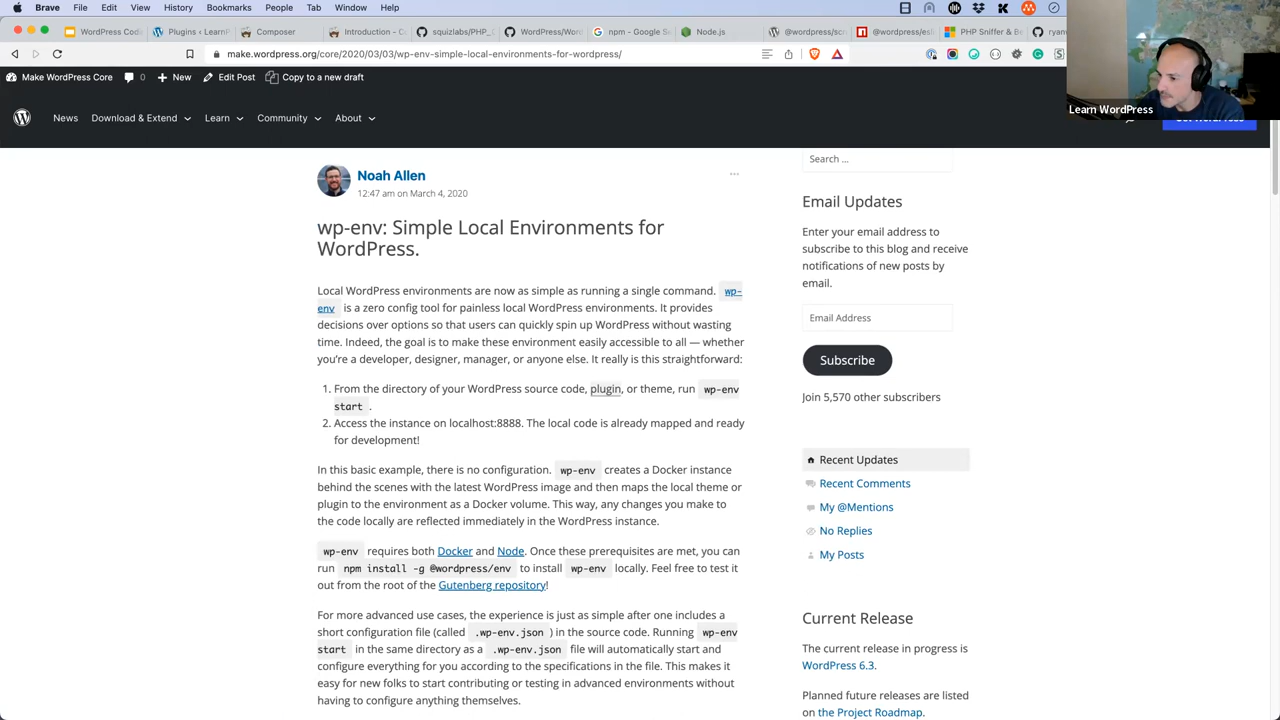 Brave File Edit View History Bookmarks Profiles Tab Window Help
WordPress Codi
Plugins ‹ LearnP
Composer
Introduction - Co
squizlabs/PHP_C
WordPress/Word
npm - Google Se
Node.js
@wordpress/scri
@wordpress/esli
PHP Sniffer & Be
ryan
make.wordpress.org/core/2020/03/03/wp-env-simple-local-environments-for-wordpress/
Make WordPress Core 0 New Edit Post Copy to a new draft
Learn WordPress
News Download & Extend Learn Community About
Noah Allen
12:47 am on March 4, 2020
wp-env: Simple Local Environments for
WordPress.
Local WordPress environments are now as simple as running a single command. wp-
env is a zero config tool for painless local WordPress environments. It provides
decisions over options so that users can quickly spin up WordPress without wasting
time. Indeed, the goal is to make these environment easily accessible to all — whether
you're a developer, designer, manager, or anyone else. It really is this straightforward:
1. From the directory of your WordPress source code, plugin, or theme, run wp-env
start .
2. Access the instance on localhost:8888. The local code is already mapped and ready
for development!
In this basic example, there is no configuration. wp-env creates a Docker instance
behind the scenes with the latest WordPress image and then maps the local theme or
plugin to the environment as a Docker volume. This way, any changes you make to
the code locally are reflected immediately in the WordPress instance.
wp-env requires both Docker and Node. Once these prerequisites are met, you can
run npm install -g @wordpress/env to install wp-env locally. Feel free to test it
out from the root of the Gutenberg repository!
For more advanced use cases, the experience is just as simple after one includes a
short configuration file (called .wp-env.json ) in the source code. Running wp-env
start in the same directory as a .wp-env.json file will automatically start and
configure everything for you according to the specifications in the file. This makes it
easy for new folks to start contributing or testing in advanced environments without
having to configure anything themselves.
Search ...
Email Updates
Enter your email address to
subscribe to this blog and receive
notifications of new posts by
email.
Email Address
Subscribe
Join 5,570 other subscribers
Recent Updates
Recent Comments
My @Mentions
No Replies
My Posts
Current Release
The current release in progress is
WordPress 6.3.
Planned future releases are listed
on the Project Roadmap.